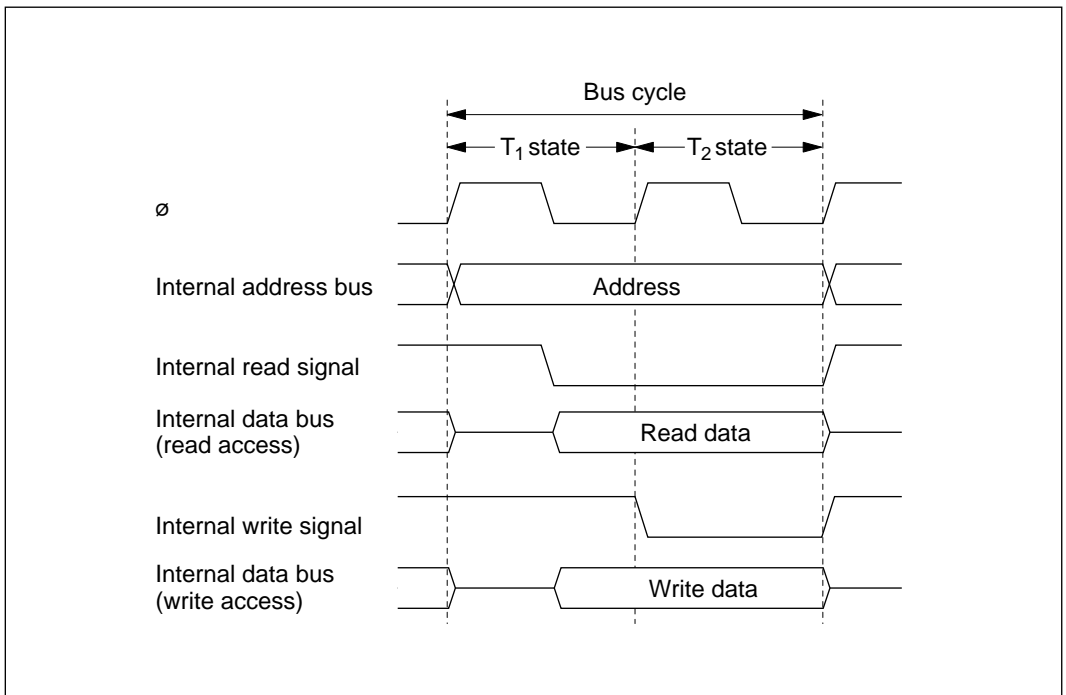 Bus cycle
T₁ state
T₂ state
ø
Internal address bus
Address
Internal read signal
Internal data bus
(read access)
Read data
Internal write signal
Internal data bus
(write access)
Write data